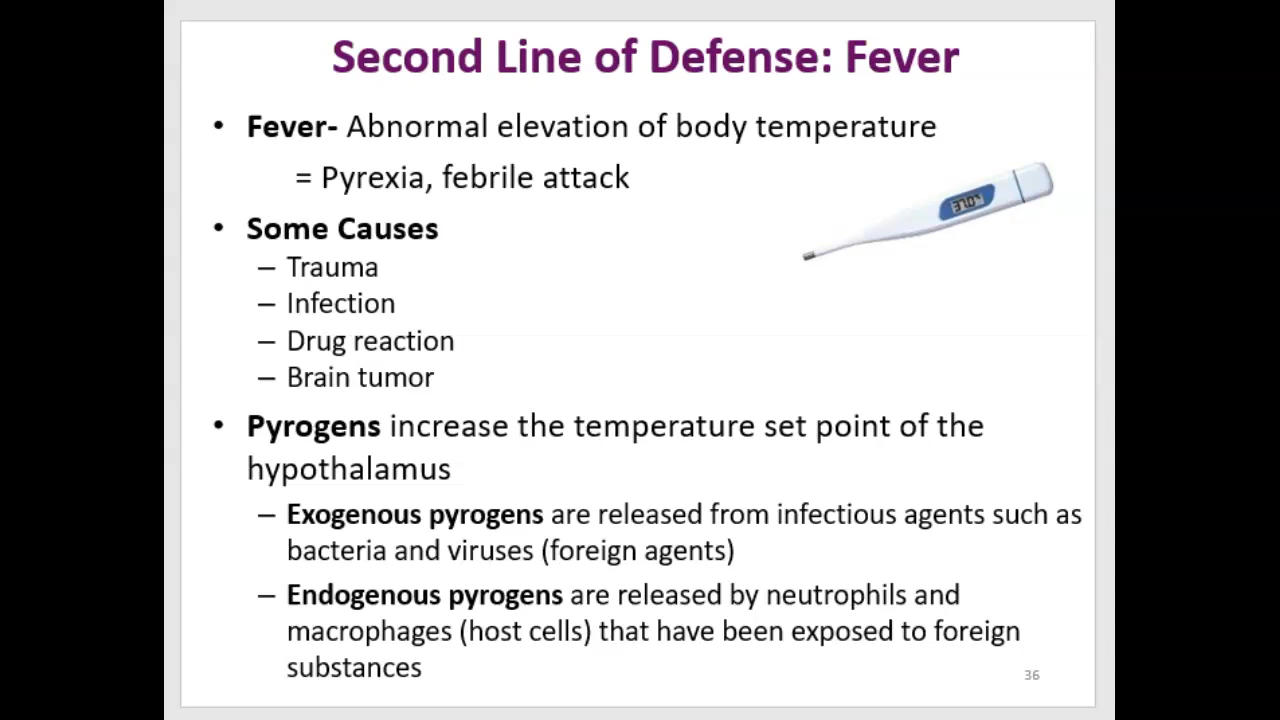 Second Line of Defense: Fever
• Fever- Abnormal elevation of body temperature
= Pyrexia, febrile attack
• Some Causes
– Trauma
– Infection
– Drug reaction
– Brain tumor
• Pyrogens increase the temperature set point of the
hypothalamus
– Exogenous pyrogens are released from infectious agents such as
bacteria and viruses (foreign agents)
– Endogenous pyrogens are released by neutrophils and
macrophages (host cells) that have been exposed to foreign
substances
36